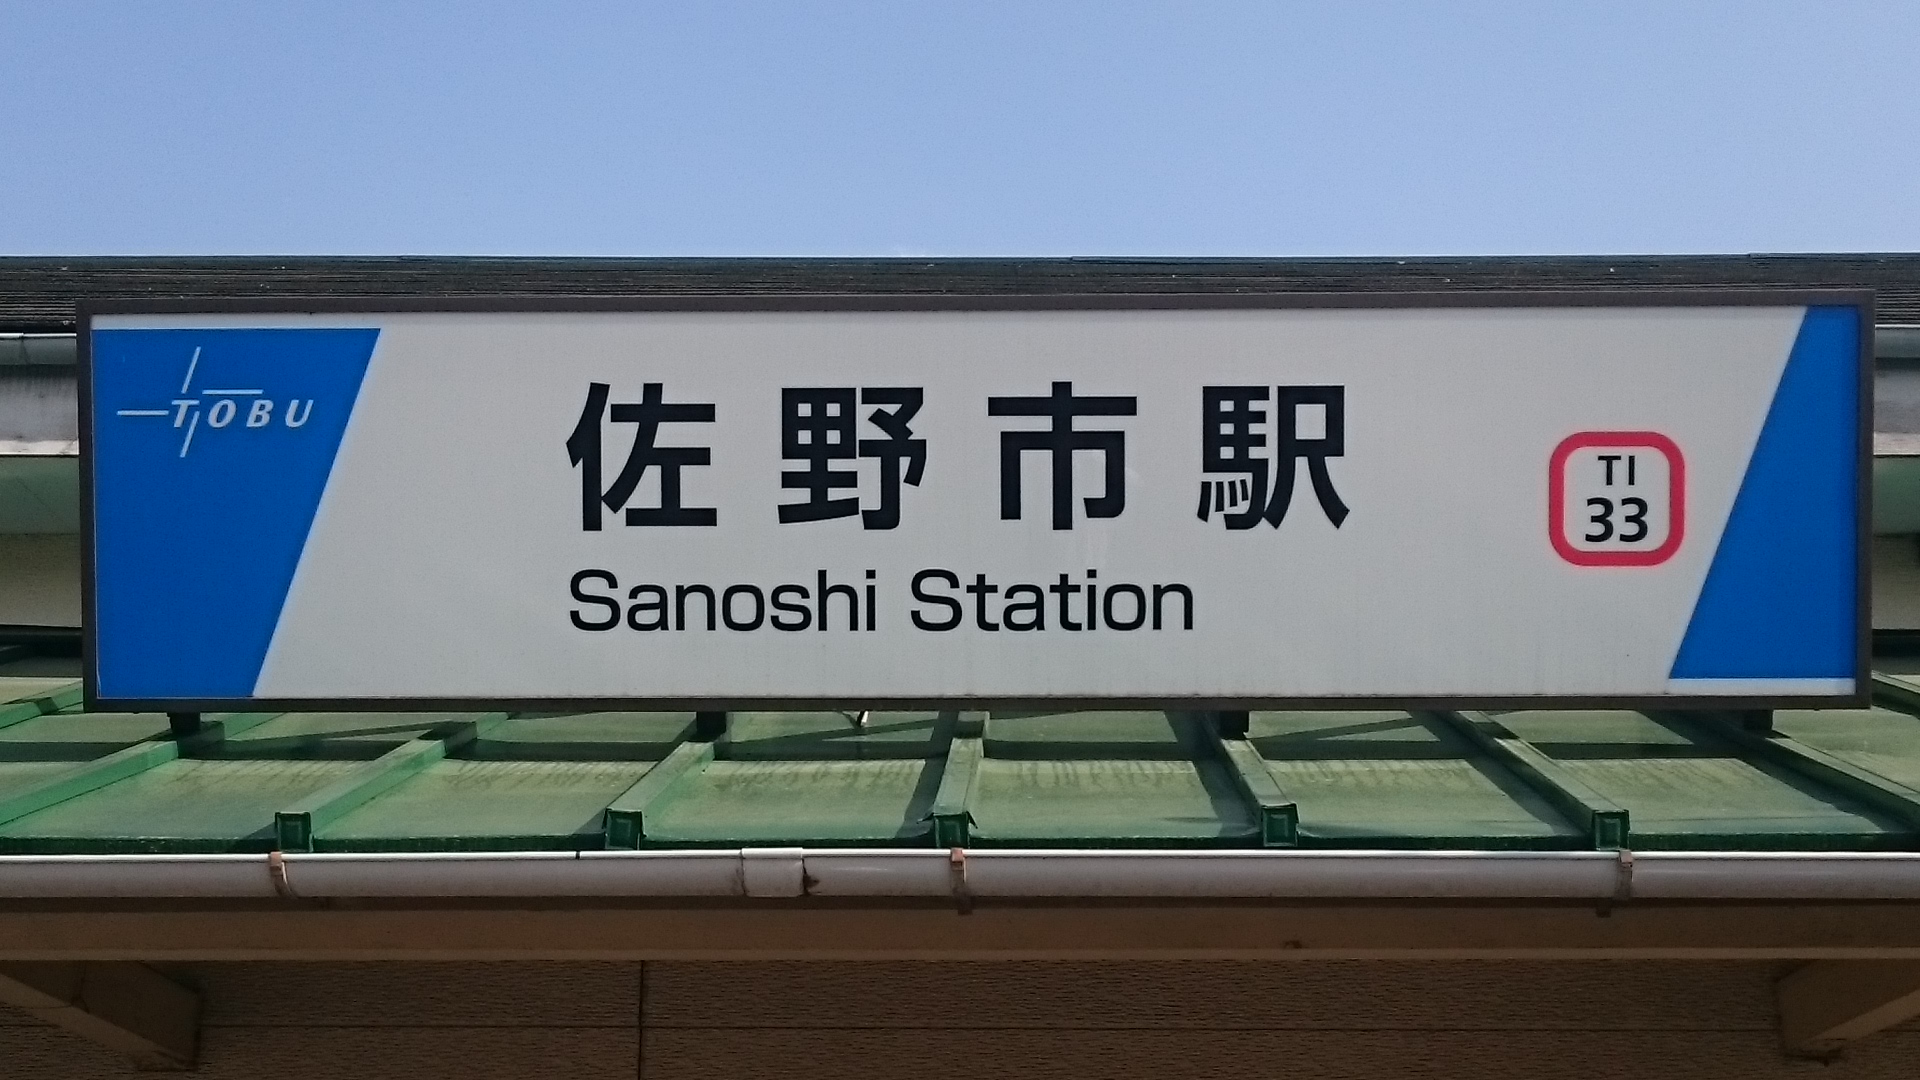 TOBU
佐野市駅
Sanoshi Station
TI
33